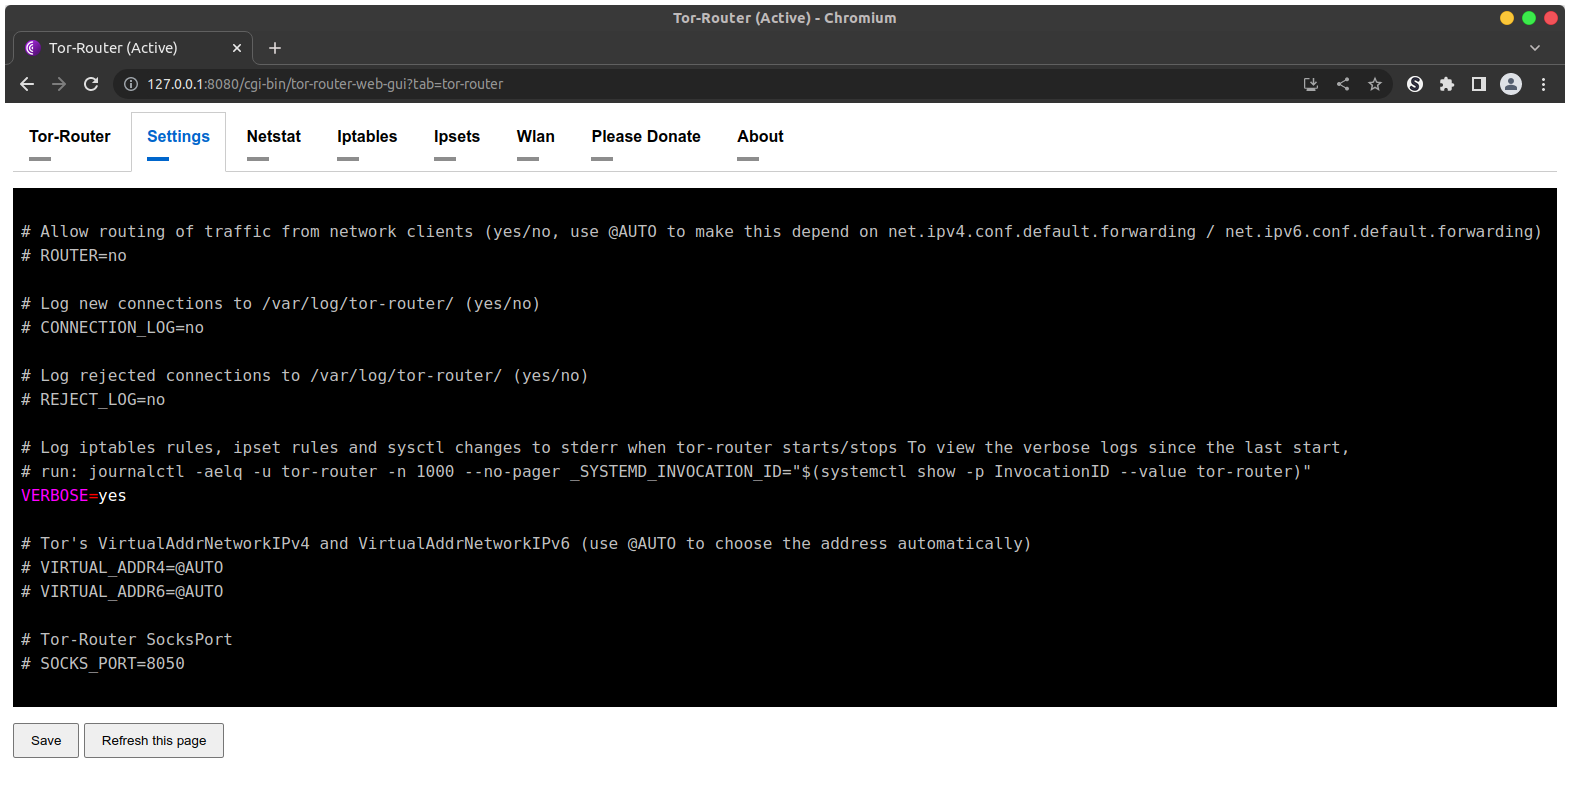 Tor-Router (Active) - Chromium
Tor-Router (Active)
127.0.0.1:8080/cgi-bin/tor-router-web-gui?tab=tor-router
Tor-Router Settings Netstat Iptables Ipsets Wlan Please Donate About
# Allow routing of traffic from network clients (yes/no, use @AUTO to make this depend on net.ipv4.conf.default.forwarding / net.ipv6.conf.default.forwarding)
# ROUTER=no
# Log new connections to /var/log/tor-router/ (yes/no)
# CONNECTION_LOG=no
# Log rejected connections to /var/log/tor-router/ (yes/no)
# REJECT_LOG=no
# Log iptables rules, ipset rules and sysctl changes to stderr when tor-router starts/stops To view the verbose logs since the last start,
# run: journalctl -aelq -u tor-router -n 1000 --no-pager _SYSTEMD_INVOCATION_ID="$(systemctl show -p InvocationID --value tor-router)"
VERBOSE=yes
# Tor's VirtualAddrNetworkIPv4 and VirtualAddrNetworkIPv6 (use @AUTO to choose the address automatically)
# VIRTUAL_ADDR4=@AUTO
# VIRTUAL_ADDR6=@AUTO
# Tor-Router SocksPort
# SOCKS_PORT=8050
Save Refresh this page